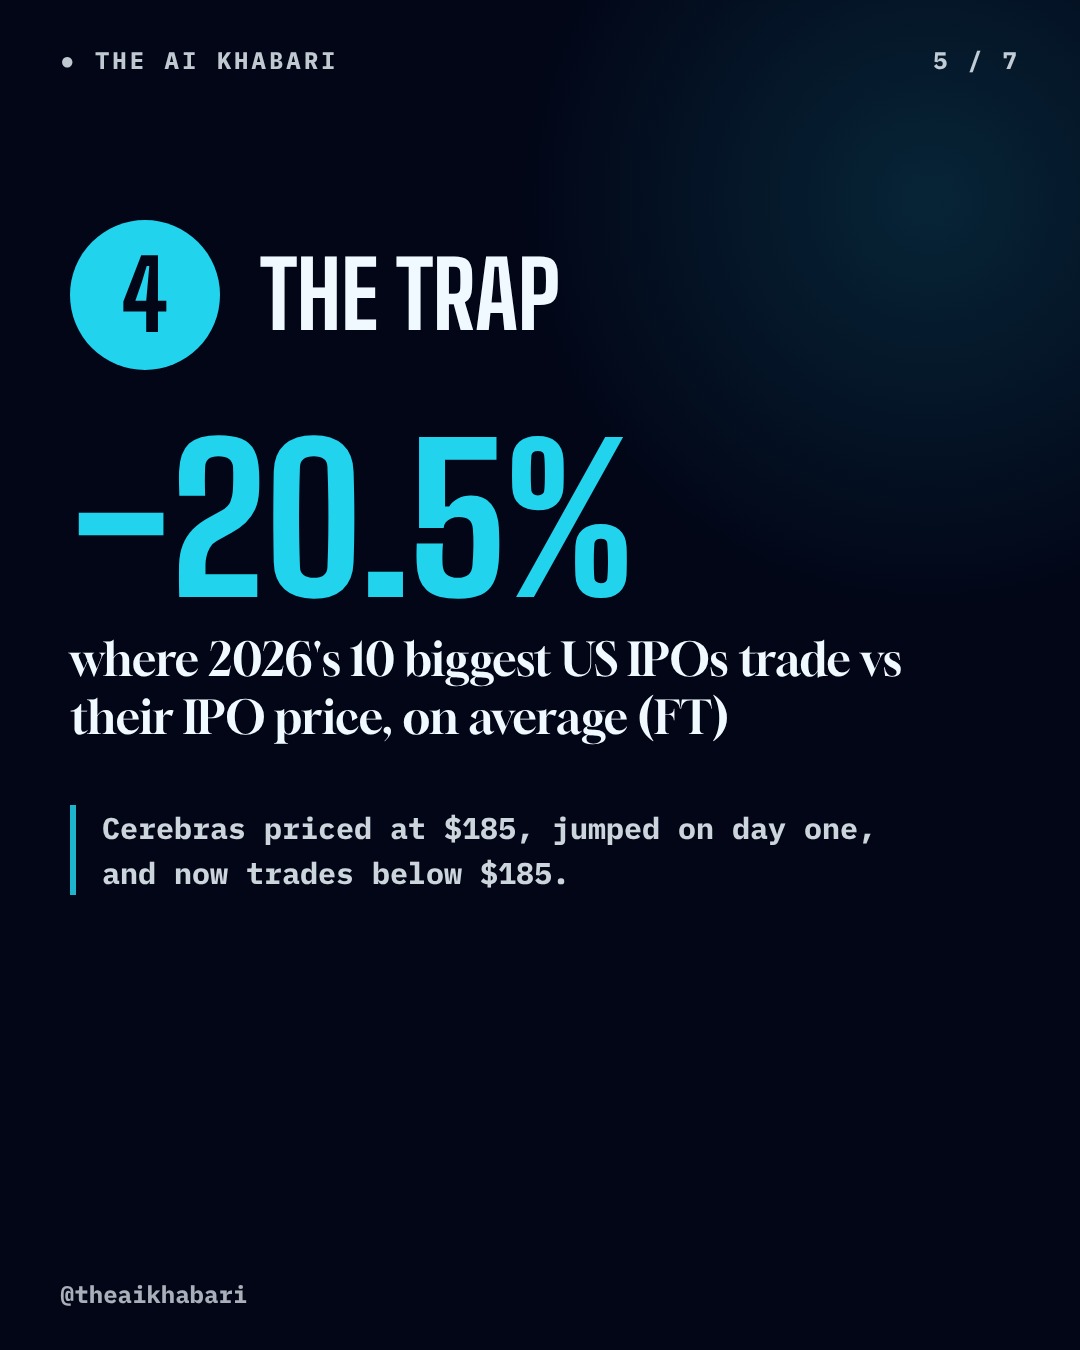 ● THE AI KHABARI
5 / 7
4
THE TRAP
–20.5%
where 2026's 10 biggest US IPOs trade vs
their IPO price, on average (FT)
Cerebras priced at $185, jumped on day one,
and now trades below $185.
@theaikhabari